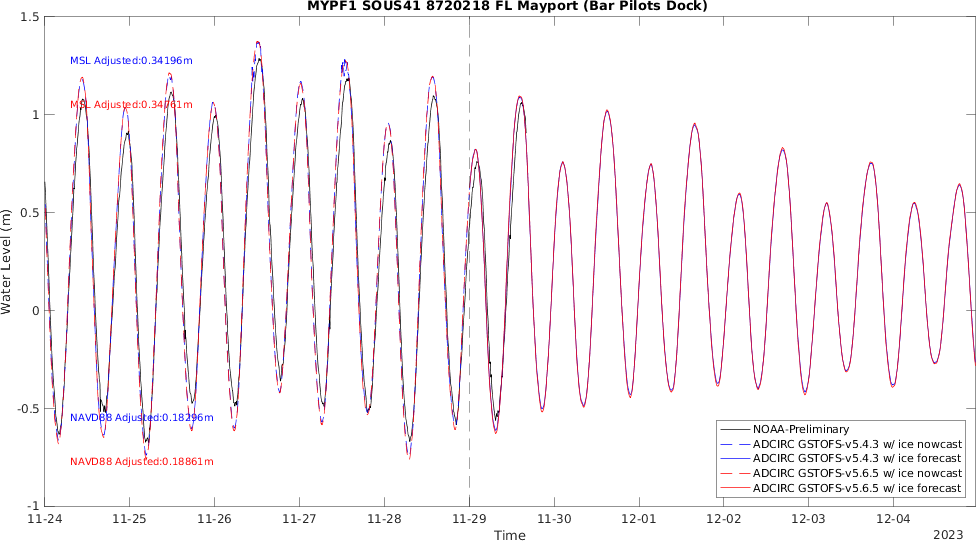 MYPF1 SOUS41 8720218 FL Mayport (Bar Pilots Dock)
1.5
1
0.5
0
-0.5
-1
Water Level (m)
MSL Adjusted:0.34196m
MSL Adjusted:0.34761m
NAVD88 Adjusted:0.18296m
NAVD88 Adjusted:0.18861m
NOAA-Preliminary
ADCIRC GSTOFS-v5.4.3 w/ ice nowcast
ADCIRC GSTOFS-v5.4.3 w/ ice forecast
ADCIRC GSTOFS-v5.6.5 w/ ice nowcast
ADCIRC GSTOFS-v5.6.5 w/ ice forecast
11-24 11-25 11-26 11-27 11-28 11-29 11-30 12-01 12-02 12-03 12-04
Time
2023